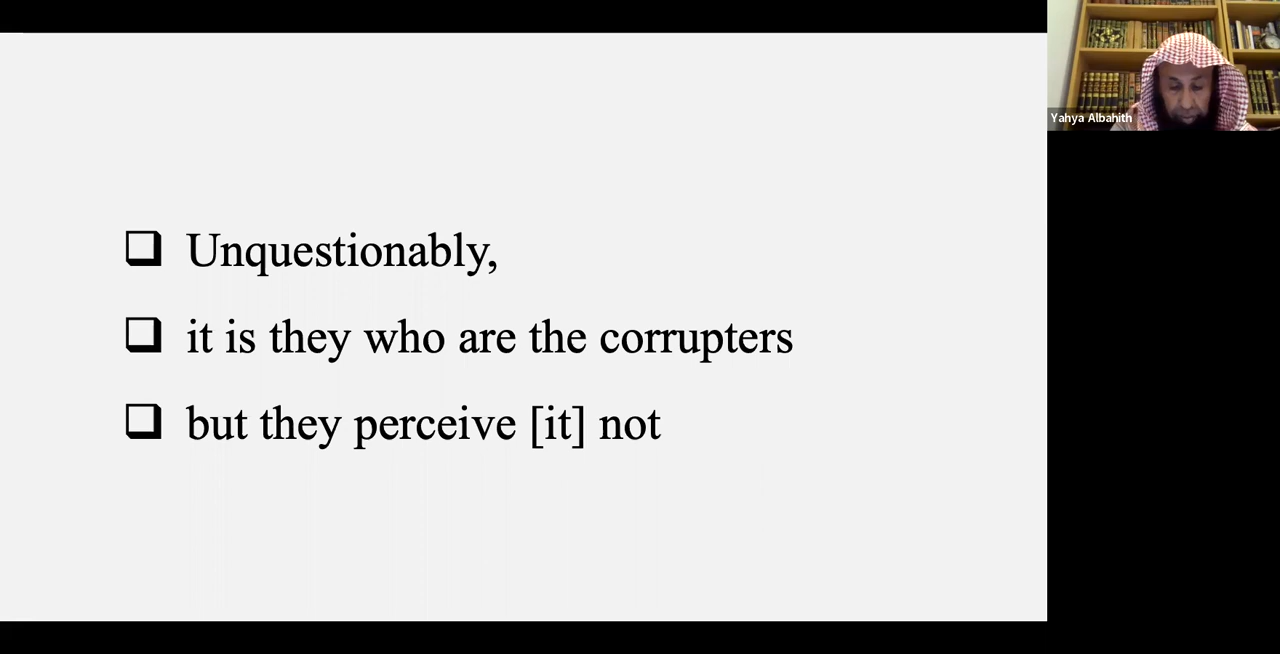 ❑ Unquestionably,
❑ it is they who are the corrupters
❑ but they perceive [it] not
Yahya Albahith